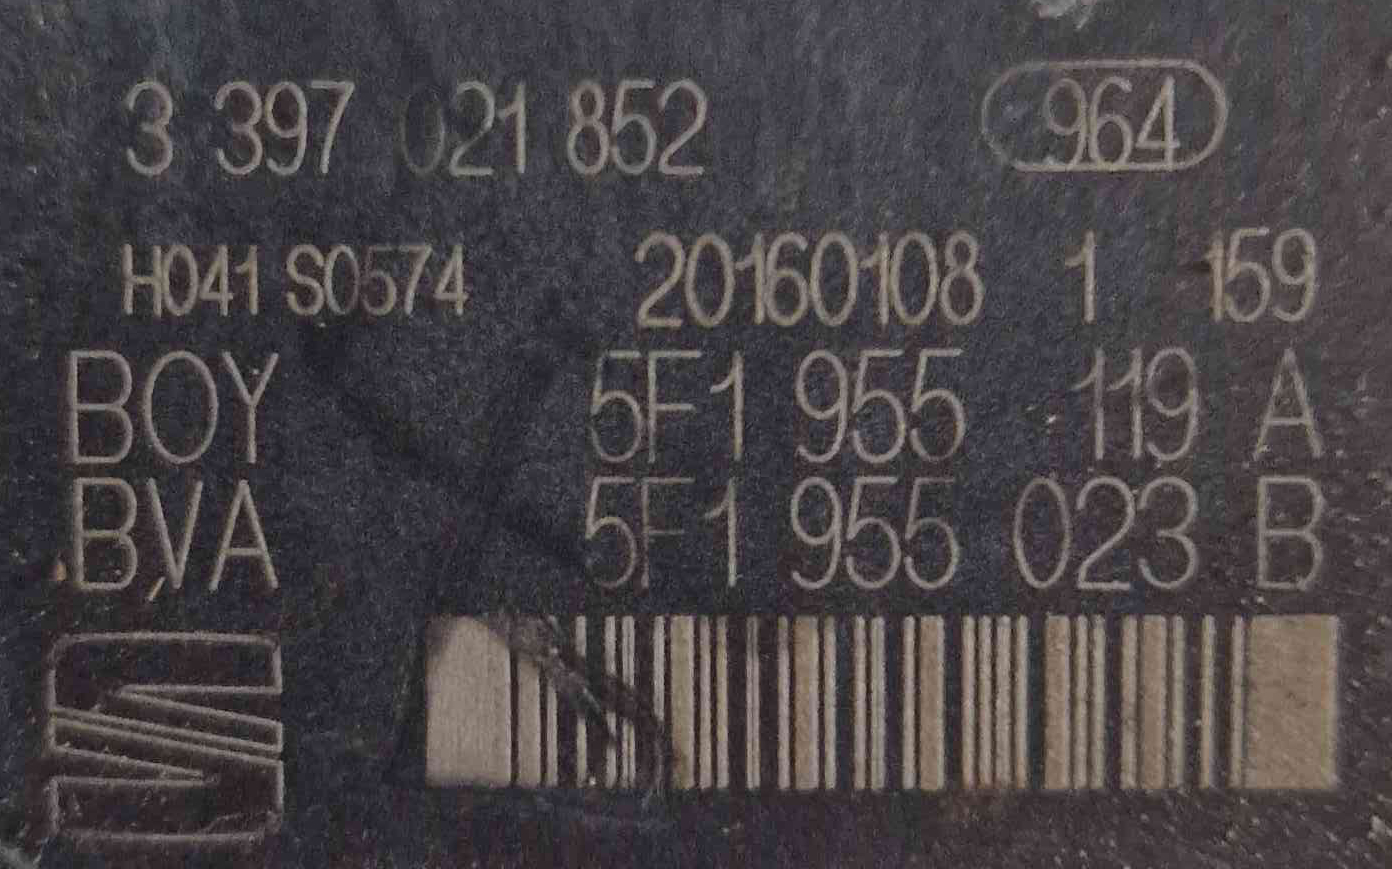 3 397 021 852 964
H041 S0574 20160108 1 159
BOY 5F1 955 119 A
BVA 5F1 955 023 B